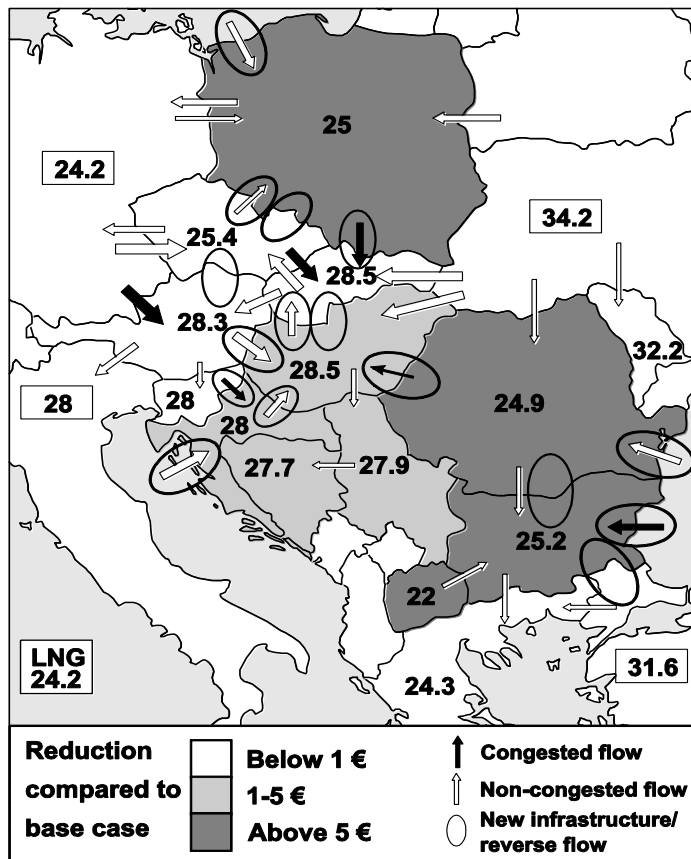 25
24.2
34.2
25.4
28.5
28.3
32.2
28.5
24.9
28
28
28
27.7
27.9
25.2
22
LNG
24.2
31.6
24.3
Reduction
compared to
base case
Below 1 €
1-5 €
Above 5 €
Congested flow
Non-congested flow
New infrastructure/
reverse flow